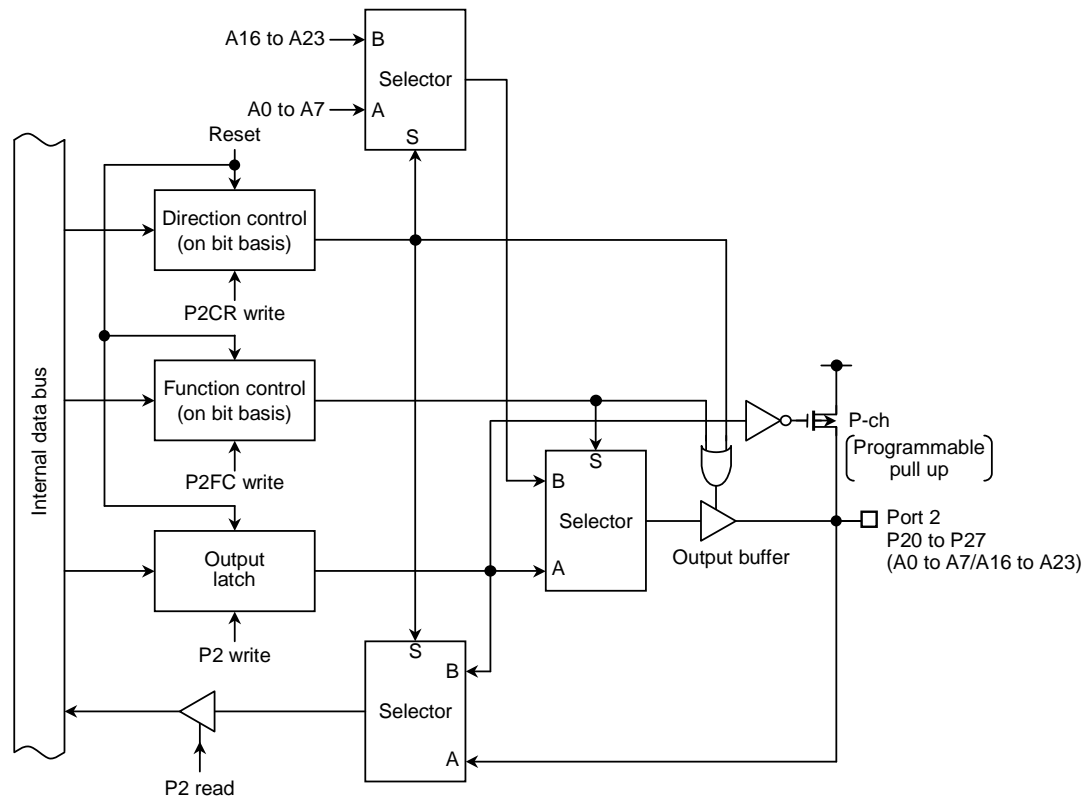 A16 to A23
B
Selector
A0 to A7
A
S
Reset
Direction control
(on bit basis)
P2CR write
Internal data bus
Function control
(on bit basis)
P2FC write
P-ch
Programmable
pull up
S
B
Selector
A
Output buffer
Port 2
P20 to P27
(A0 to A7/A16 to A23)
Output
latch
P2 write
S
B
Selector
A
P2 read